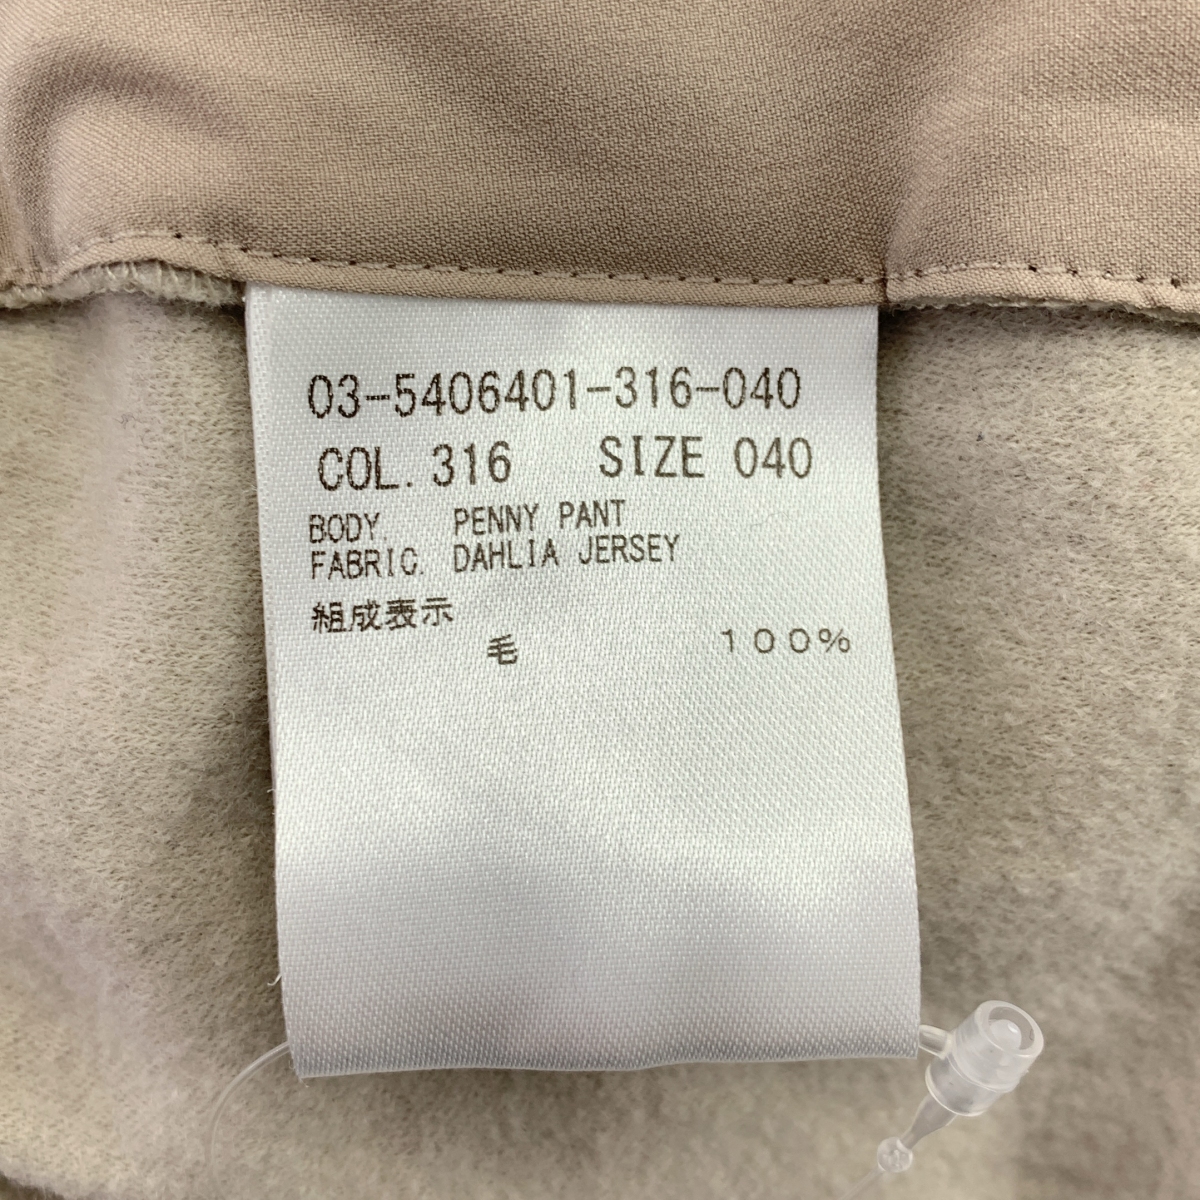 03-5406401-316-040
COL. 316 SIZE 040
BODY. PENNY PANT
FABRIC. DAHLIA JERSEY
組成表示
毛 100%